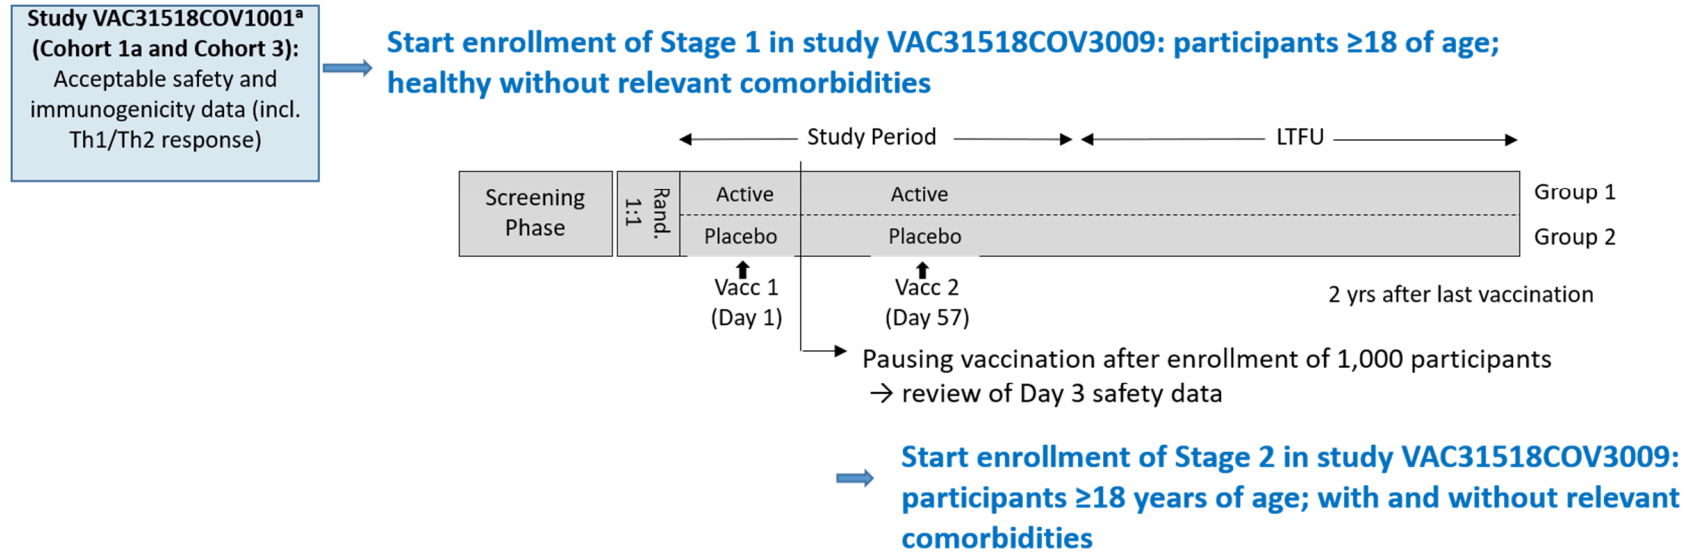 Study VAC31518COV1001ᵃ
(Cohort 1a and Cohort 3):
Acceptable safety and
immunogenicity data (incl.
Th1/Th2 response)
Start enrollment of Stage 1 in study VAC31518COV3009: participants ≥18 of age;
healthy without relevant comorbidities
Study Period
LTFU
Screening
Phase
Rand.
1:1
Active
Active
Group 1
Placebo
Placebo
Group 2
Vacc 1
(Day 1)
Vacc 2
(Day 57)
2 yrs after last vaccination
Pausing vaccination after enrollment of 1,000 participants
→ review of Day 3 safety data
Start enrollment of Stage 2 in study VAC31518COV3009:
participants ≥18 years of age; with and without relevant
comorbidities